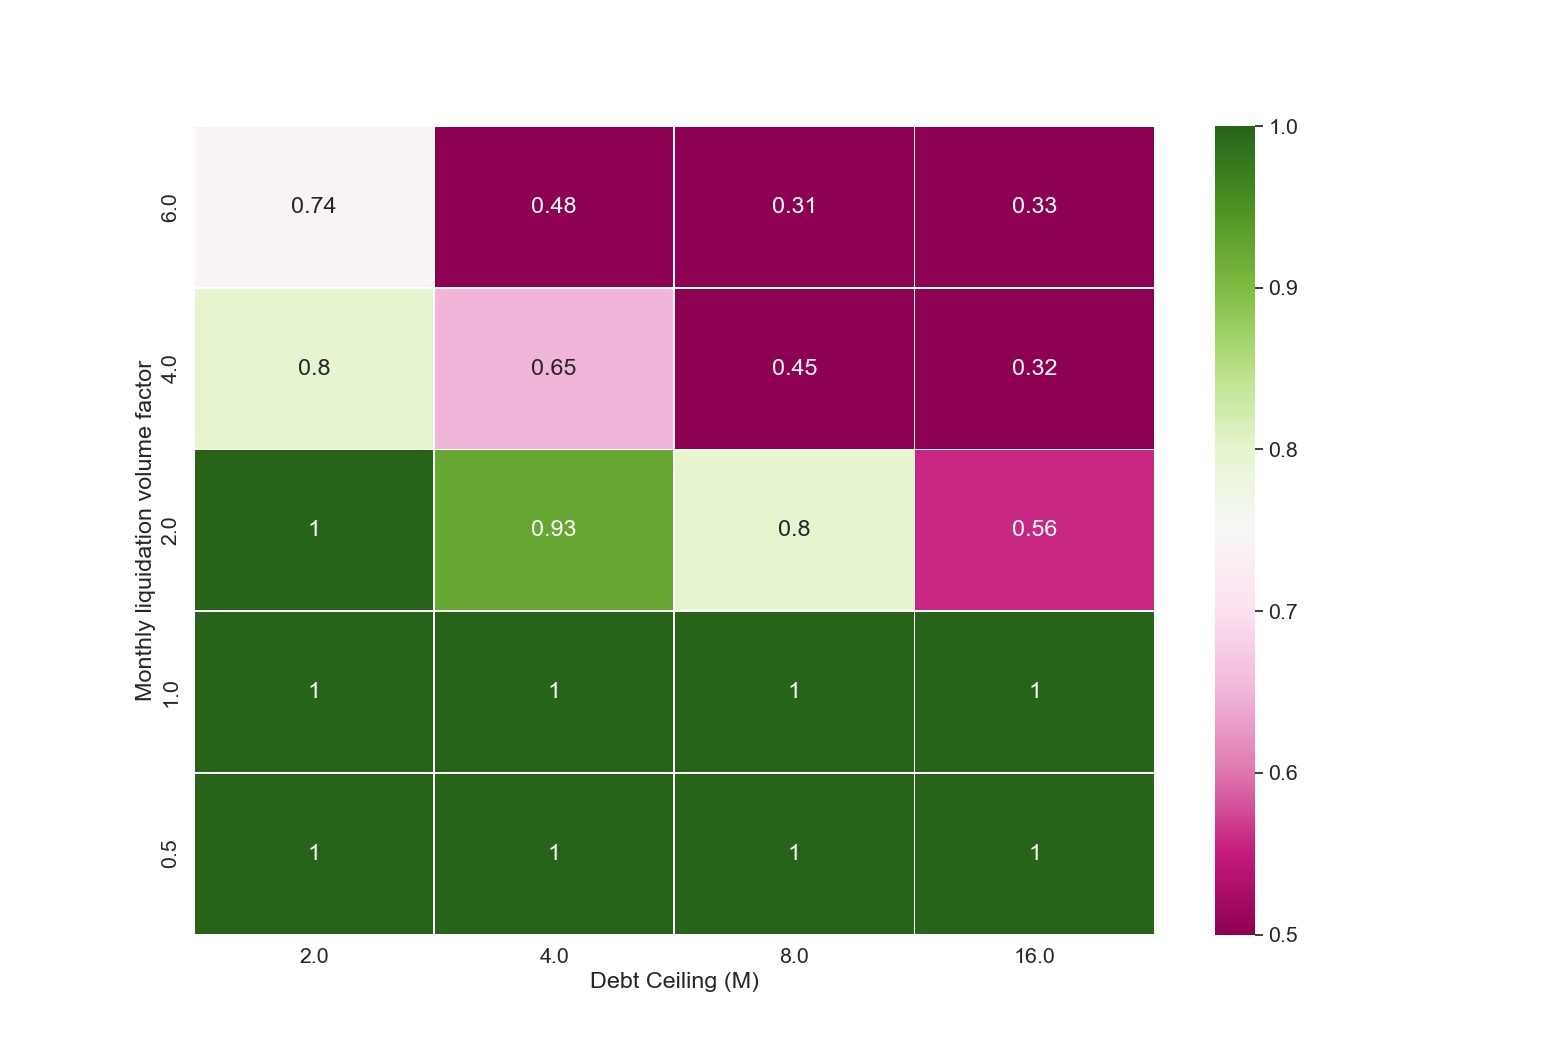 6.0 0.74 0.48 0.31 0.33
4.0 0.8 0.65 0.45 0.32
2.0 1 0.93 0.8 0.56
1.0 1 1 1 1
0.5 1 1 1 1
2.0 4.0 8.0 16.0
Debt Ceiling (M)
Monthly liquidation volume factor
1.0
0.9
0.8
0.7
0.6
0.5